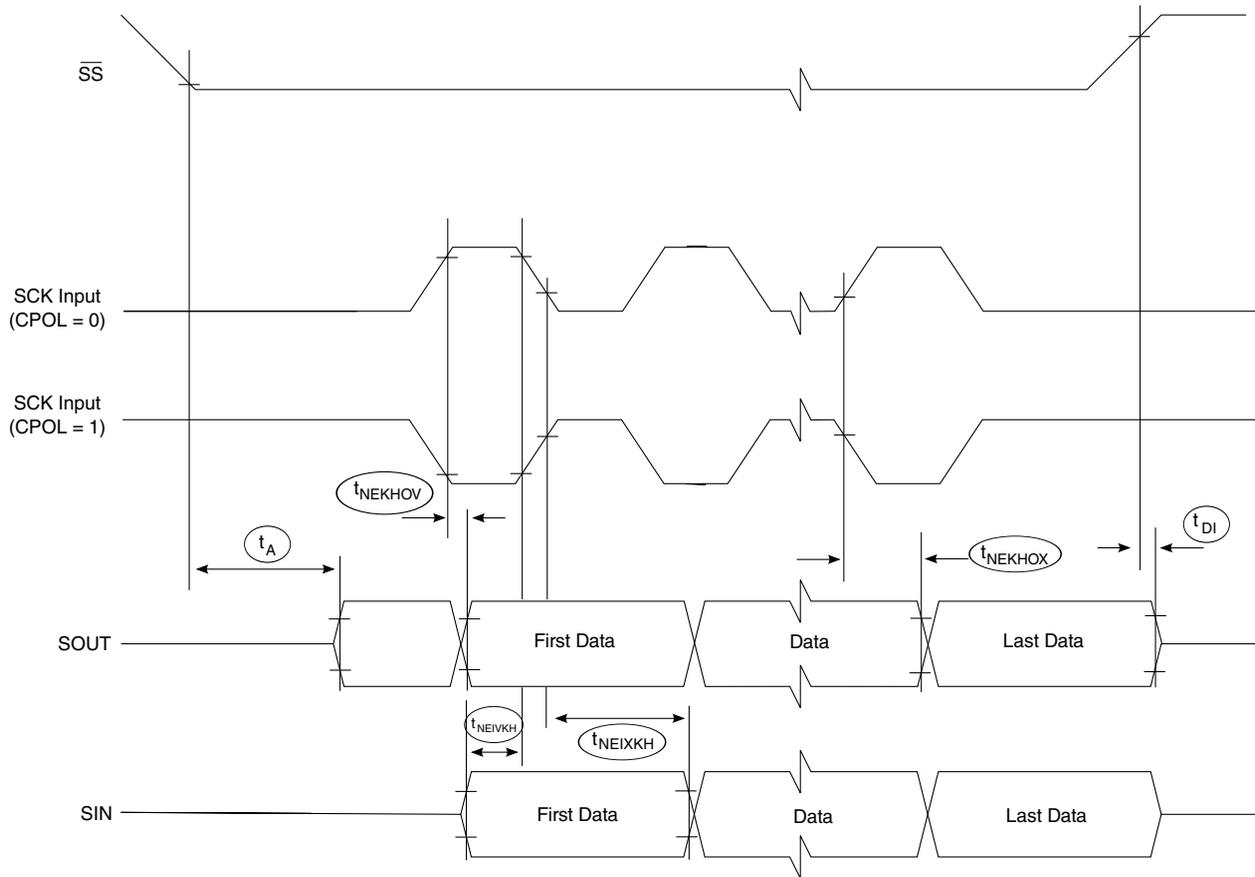 S̅S̅
SCK Input
(CPOL = 0)
SCK Input
(CPOL = 1)
tNEKHOV
tA
tNEKHOX
tDI
SOUT
First Data
Data
Last Data
tNEIVKH
tNEIXKH
SIN
First Data
Data
Last Data